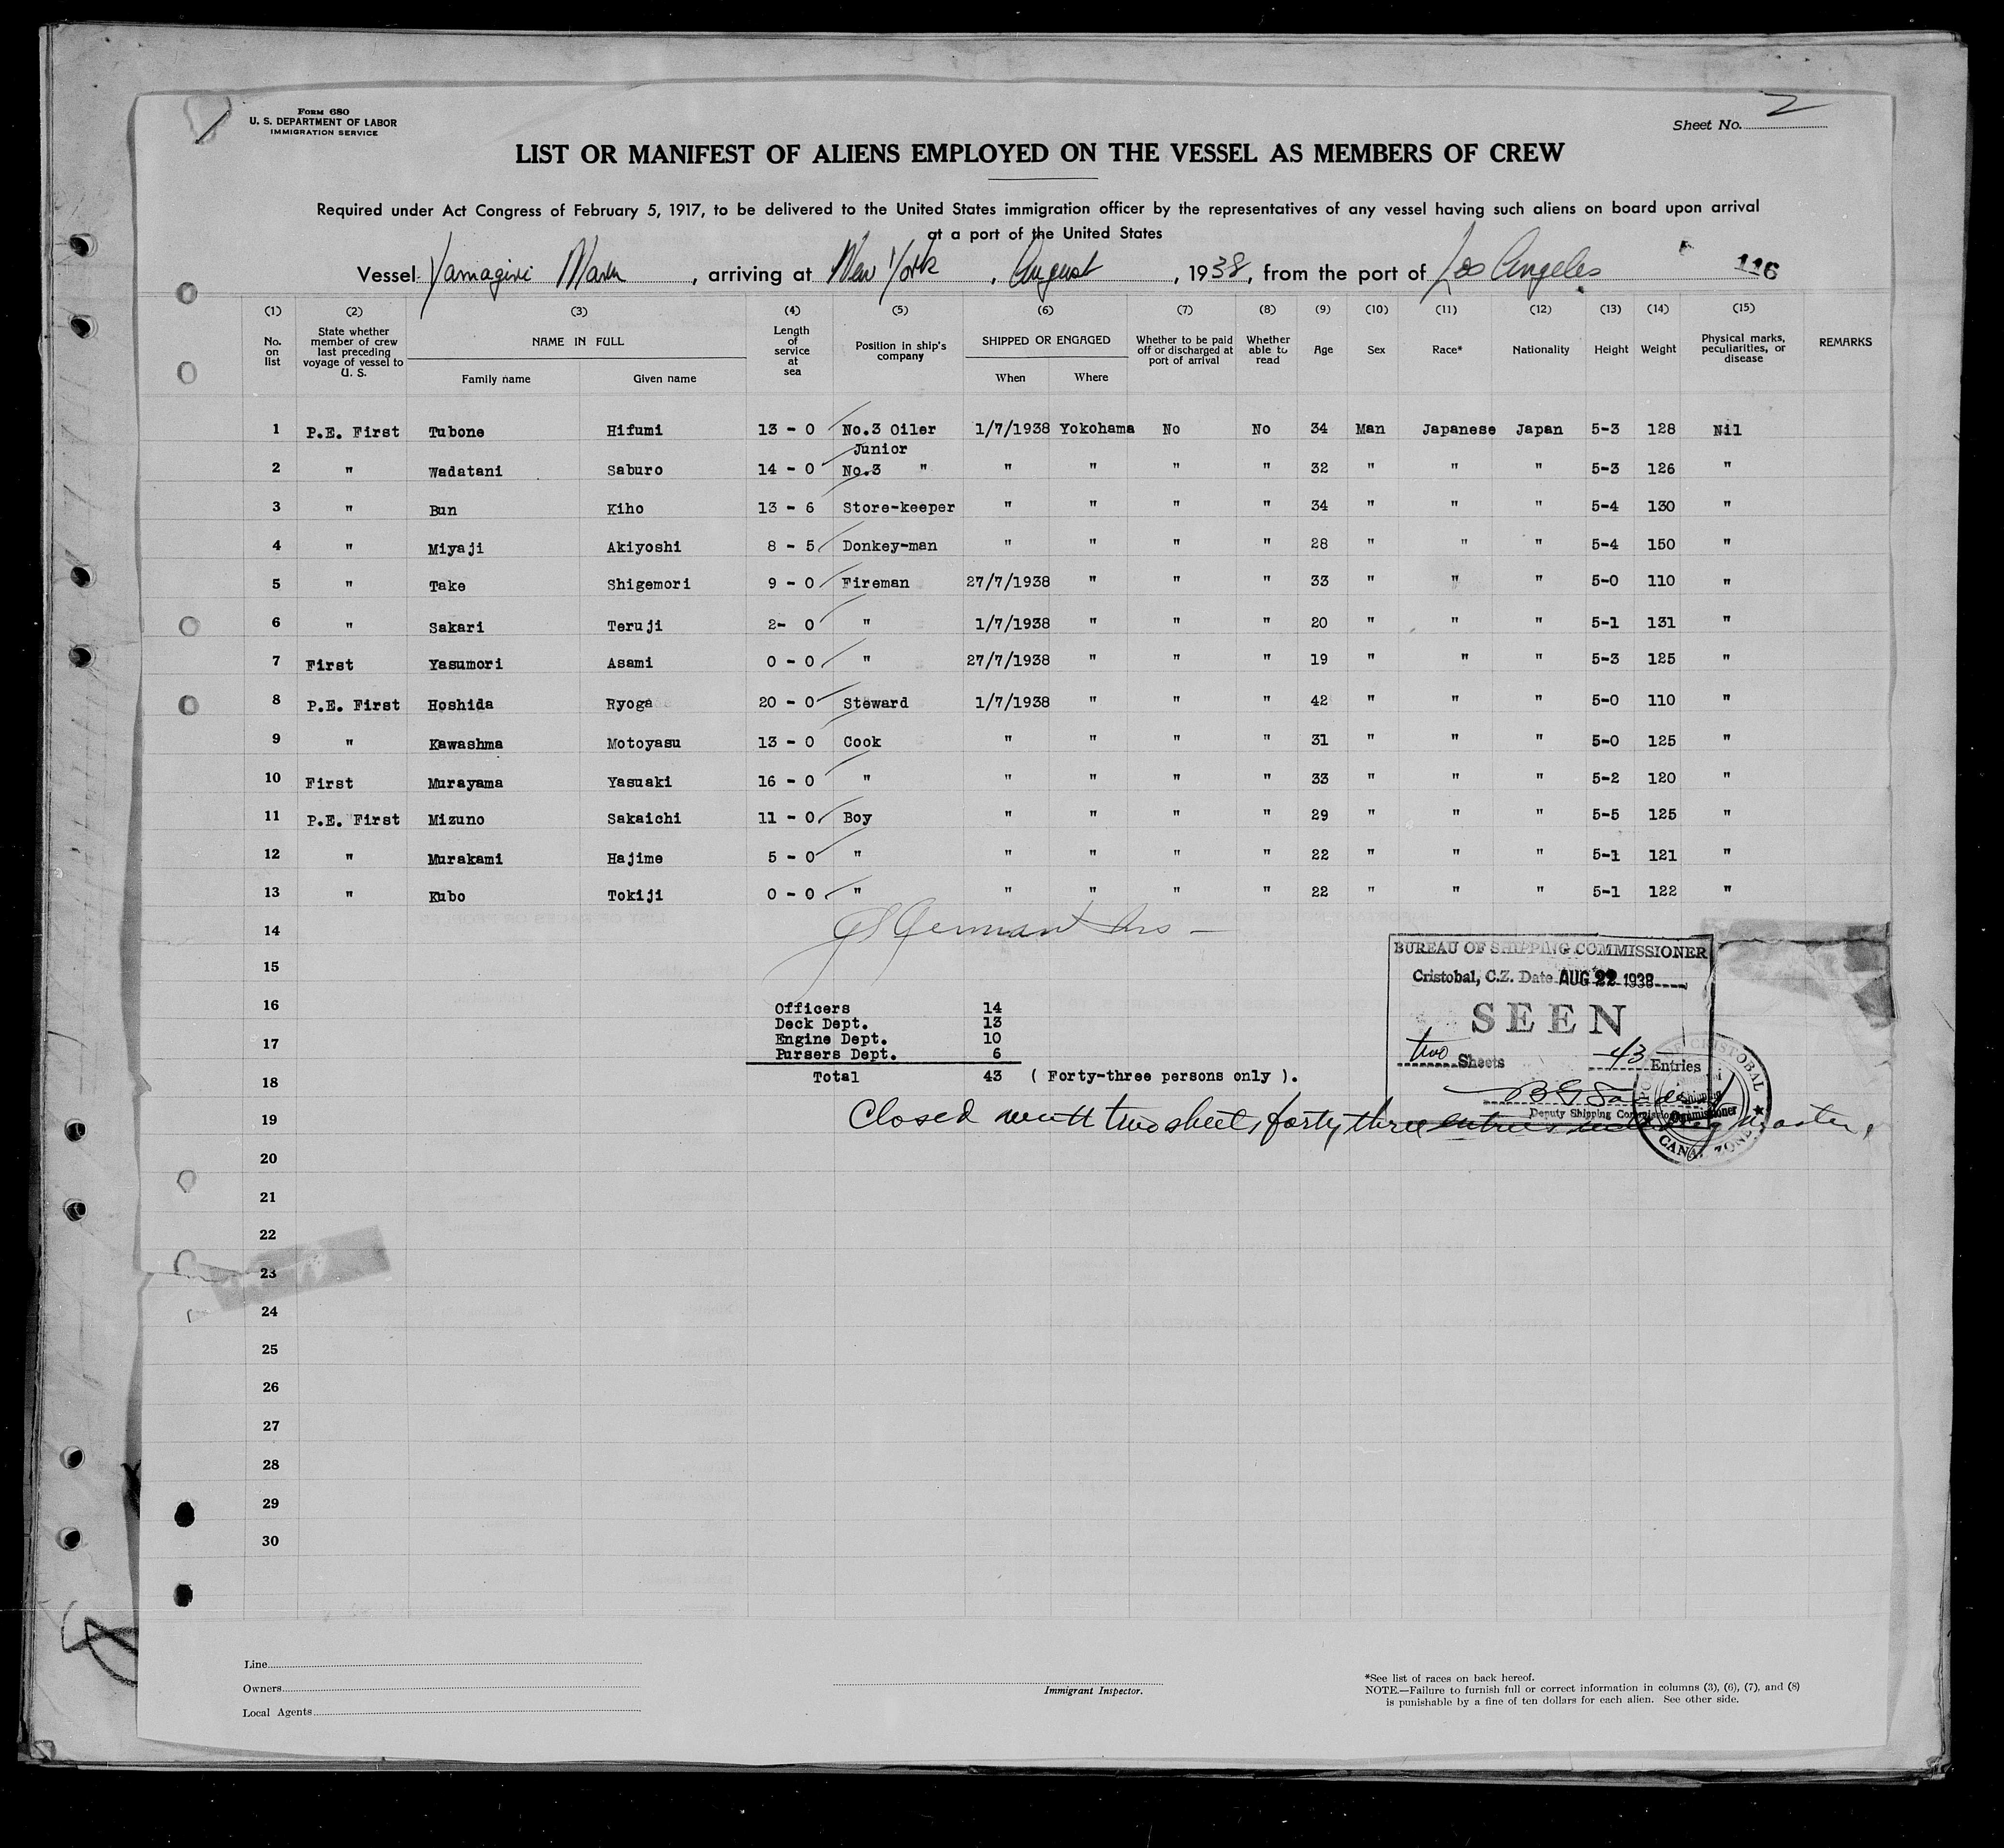 Form 680
U. S. DEPARTMENT OF LABOR
IMMIGRATION SERVICE
Sheet No. 2
LIST OR MANIFEST OF ALIENS EMPLOYED ON THE VESSEL AS MEMBERS OF CREW
Required under Act Congress of February 5, 1917, to be delivered to the United States immigration officer by the representatives of any vessel having such aliens on board upon arrival
at a port of the United States
Vessel Yamagiri Maru, arriving at New York, August, 1938, from the port of Los Angeles 116
(1) (2) (3) (4) (5) (6) (7) (8) (9) (10) (11) (12) (13) (14) (15)
No. on list State whether member of crew last preceding voyage of vessel to U. S. NAME IN FULL Length of service at sea Position in ship's company SHIPPED OR ENGAGED Whether to be paid off or discharged at port of arrival Whether able to read Age Sex Race* Nationality Height Weight Physical marks, peculiarities, or disease REMARKS
Family name Given name When Where
1 P.E. First Tubone Hifumi 13 - 0 No.3 Oiler 1/7/1938 Yokohama No No 34 Man Japanese Japan 5-3 128 Nil
Junior
2 " Wadatani Saburo 14 - 0 No.3 " " " " " 32 " " " 5-3 126 "
3 " Bun Kiho 13 - 6 Store-keeper " " " " 34 " " " 5-4 130 "
4 " Miyaji Akiyoshi 8 - 5 Donkey-man " " " " 28 " " " 5-4 150 "
5 " Take Shigemori 9 - 0 Fireman 27/7/1938 " " " 33 " " " 5-0 110 "
6 " Sakari Teruji 2- 0 " 1/7/1938 " " " 20 " " " 5-1 131 "
7 First Yasumori Asami 0 - 0 " 27/7/1938 " " " 19 " " " 5-3 125 "
8 P.E. First Hoshida Ryoga 20 - 0 Steward 1/7/1938 " " " 42 " " " 5-0 110 "
9 " Kawashma Motoyasu 13 - 0 Cook " " " " 31 " " " 5-0 125 "
10 First Murayama Yasuaki 16 - 0 " " " " " 33 " " " 5-2 120 "
11 P.E. First Mizuno Sakaichi 11 - 0 Boy " " " " 29 " " " 5-5 125 "
12 " Murakami Hajime 5 - 0 " " " " " 22 " " " 5-1 121 "
13 " Kubo Tokiji 0 - 0 " " " " " 22 " " " 5-1 122 "
14
BUREAU OF SHIPPING COMMISSIONER
15
Cristobal, C.Z. Date AUG 22 1938
16 Officers 14
SEEN
Deck Dept. 13
17 Engine Dept. 10
Pursers Dept. 6
two Sheets 43 Entries
18 Total 43 ( Forty-three persons only ).
Deputy Shipping Commissioner
19 Closed with two sheets, forty three entries including Master,
CRISTOBAL
Shipping
Commissioner
CANAL ZONE
20
21
22
23
24
25
26
27
28
29
30
Line
Owners
Local Agents
Immigrant Inspector.
*See list of races on back hereof.
NOTE.—Failure to furnish full or correct information in columns (3), (6), (7), and (8)
is punishable by a fine of ten dollars for each alien. See other side.